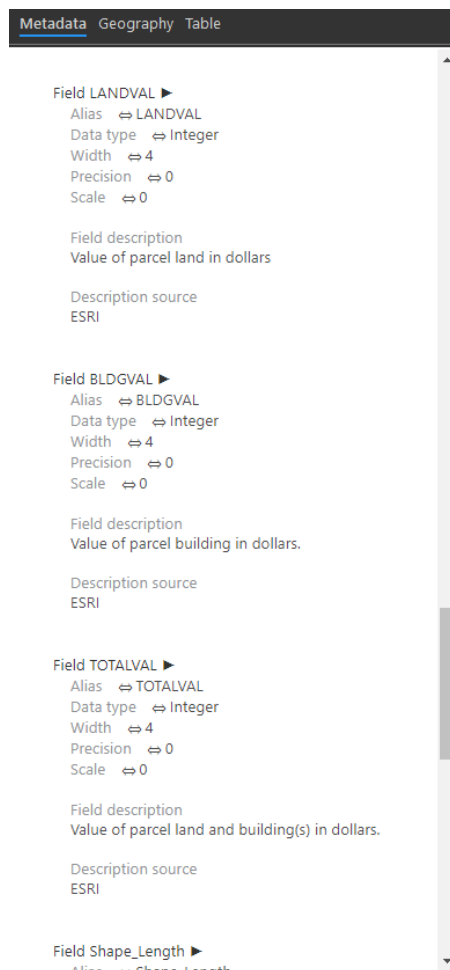 Metadata Geography Table
Field LANDVAL ►
Alias ⇔ LANDVAL
Data type ⇔ Integer
Width ⇔ 4
Precision ⇔ 0
Scale ⇔ 0
Field description
Value of parcel land in dollars
Description source
ESRI
Field BLDGVAL ►
Alias ⇔ BLDGVAL
Data type ⇔ Integer
Width ⇔ 4
Precision ⇔ 0
Scale ⇔ 0
Field description
Value of parcel building in dollars.
Description source
ESRI
Field TOTALVAL ►
Alias ⇔ TOTALVAL
Data type ⇔ Integer
Width ⇔ 4
Precision ⇔ 0
Scale ⇔ 0
Field description
Value of parcel land and building(s) in dollars.
Description source
ESRI
Field Shape_Length ►
Alias ⇔ Shape_Length